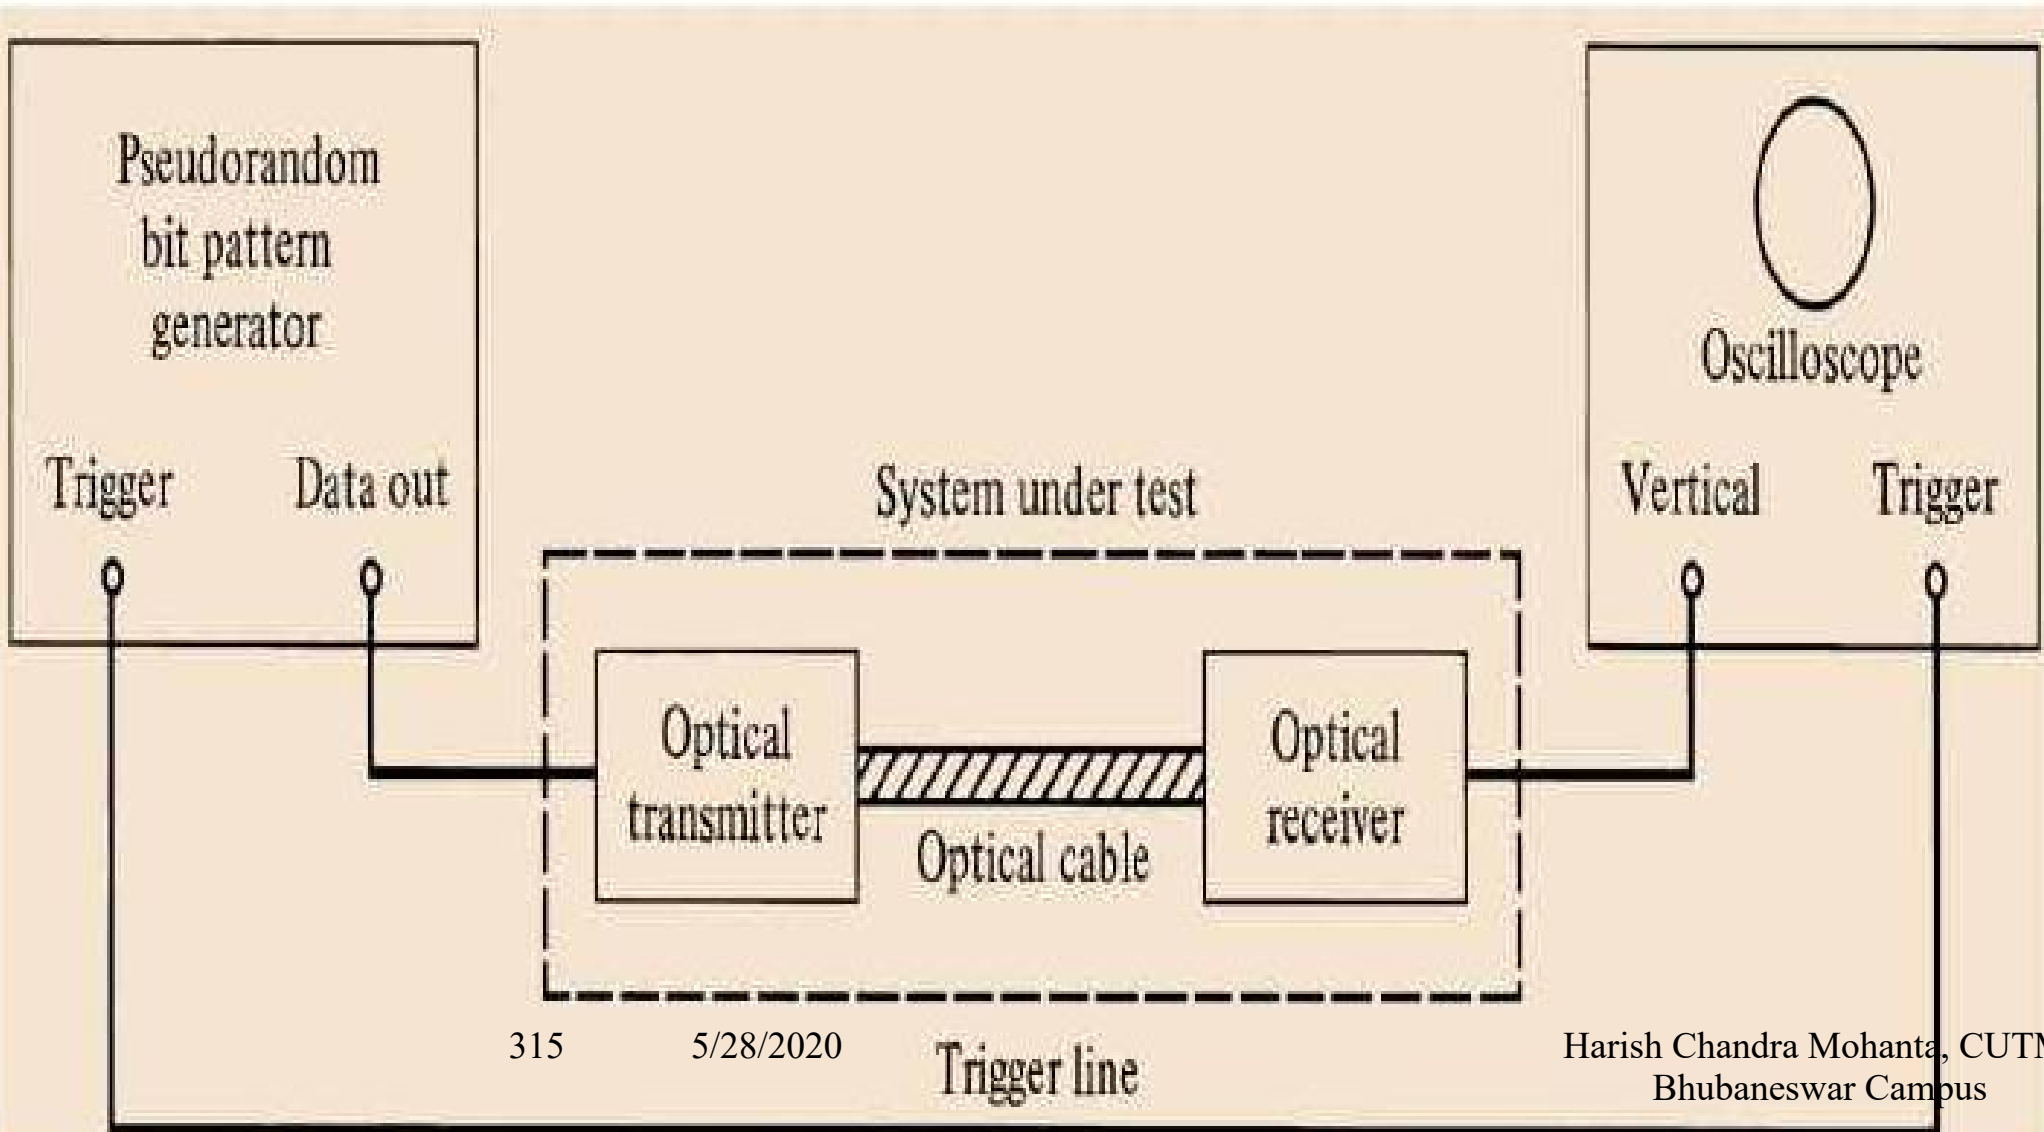 Pseudorandom
bit pattern
generator
Trigger
Data out
Oscilloscope
Vertical
Trigger
System under test
Optical
transmitter
Optical cable
Optical
receiver
315
5/28/2020
Trigger line
Harish Chandra Mohanta, CUTM
Bhubaneswar Campus